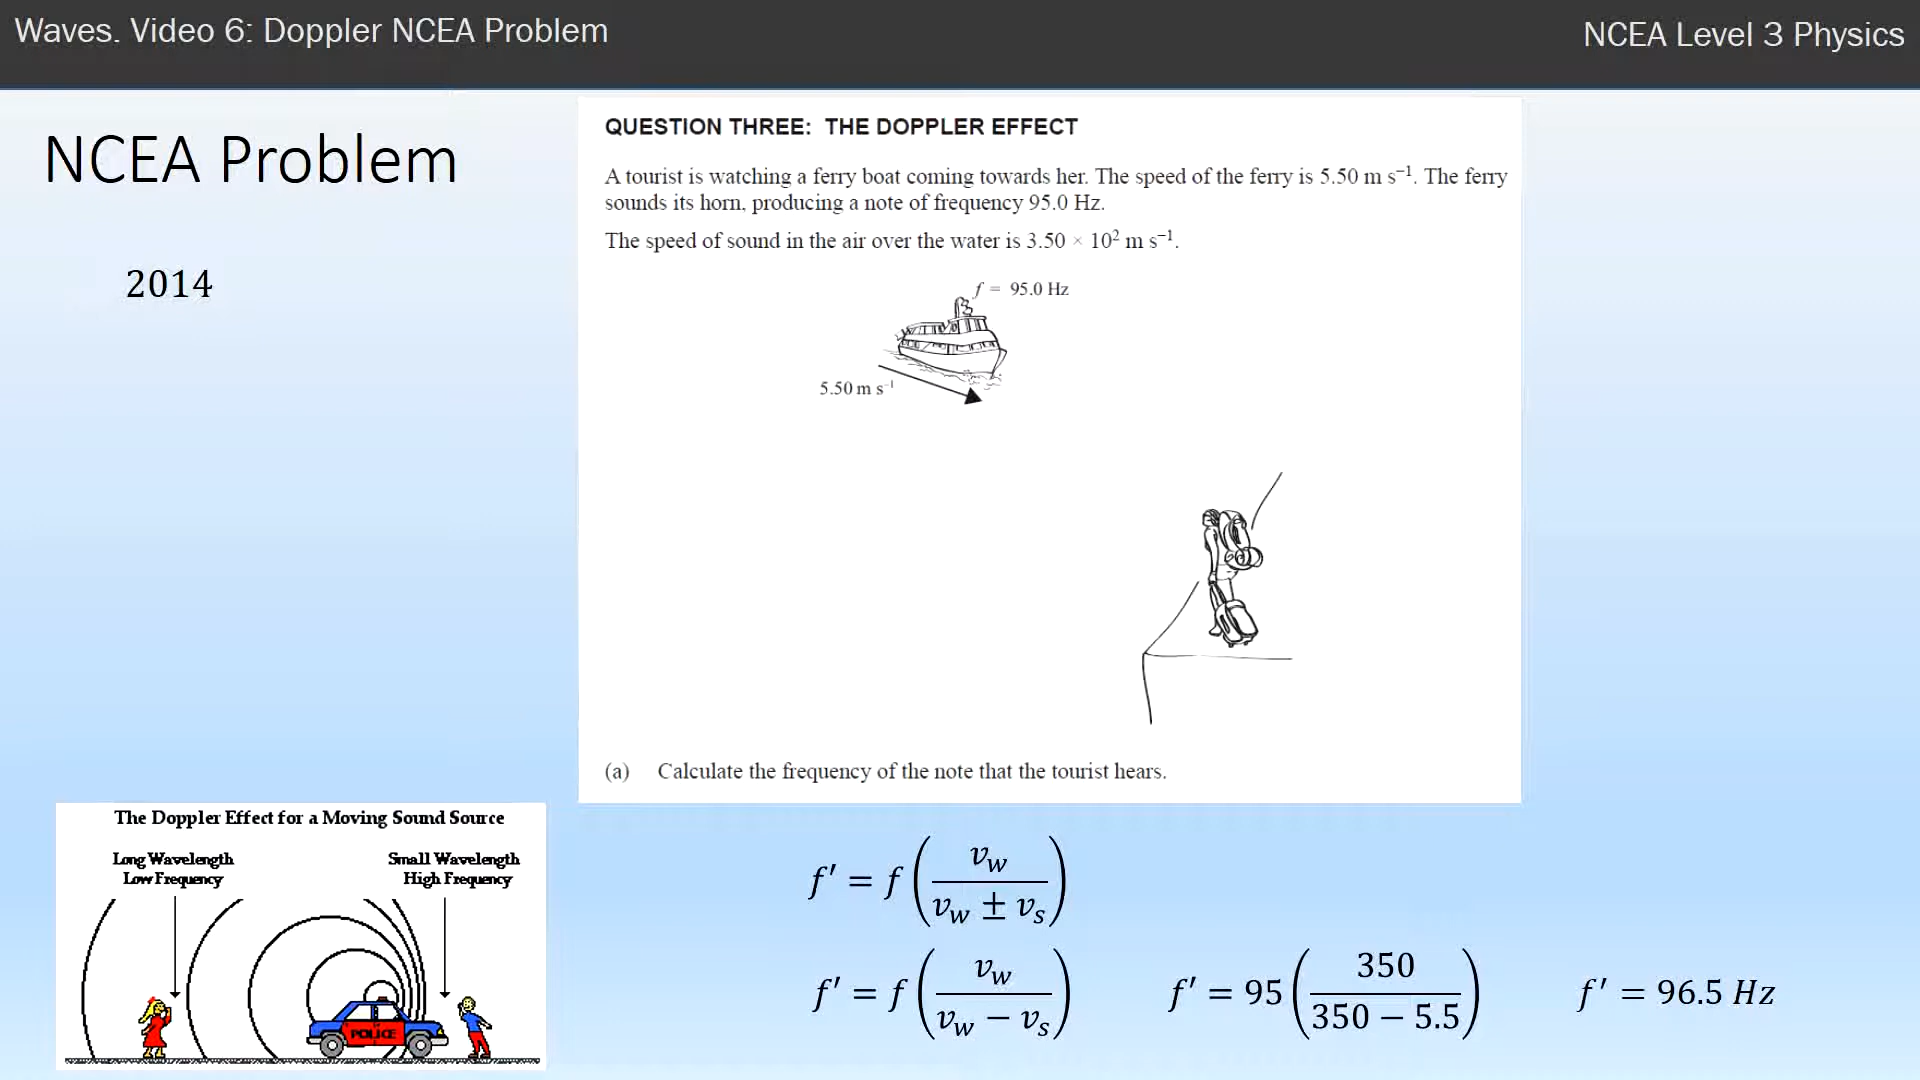 Waves. Video 6: Doppler NCEA Problem
NCEA Level 3 Physics
NCEA Problem
2014
QUESTION THREE: THE DOPPLER EFFECT
A tourist is watching a ferry boat coming towards her. The speed of the ferry is 5.50 m s⁻¹. The ferry
sounds its horn, producing a note of frequency 95.0 Hz.
The speed of sound in the air over the water is 3.50 × 10² m s⁻¹.
f = 95.0 Hz
5.50 m s⁻¹
(a) Calculate the frequency of the note that the tourist hears.
The Doppler Effect for a Moving Sound Source
Long Wavelength
Low Frequency
Small Wavelength
High Frequency
POLICE
f′ = f (v_w / (v_w ± v_s))
f′ = f (v_w / (v_w − v_s))
f′ = 95 (350 / (350 − 5.5))
f′ = 96.5 Hz